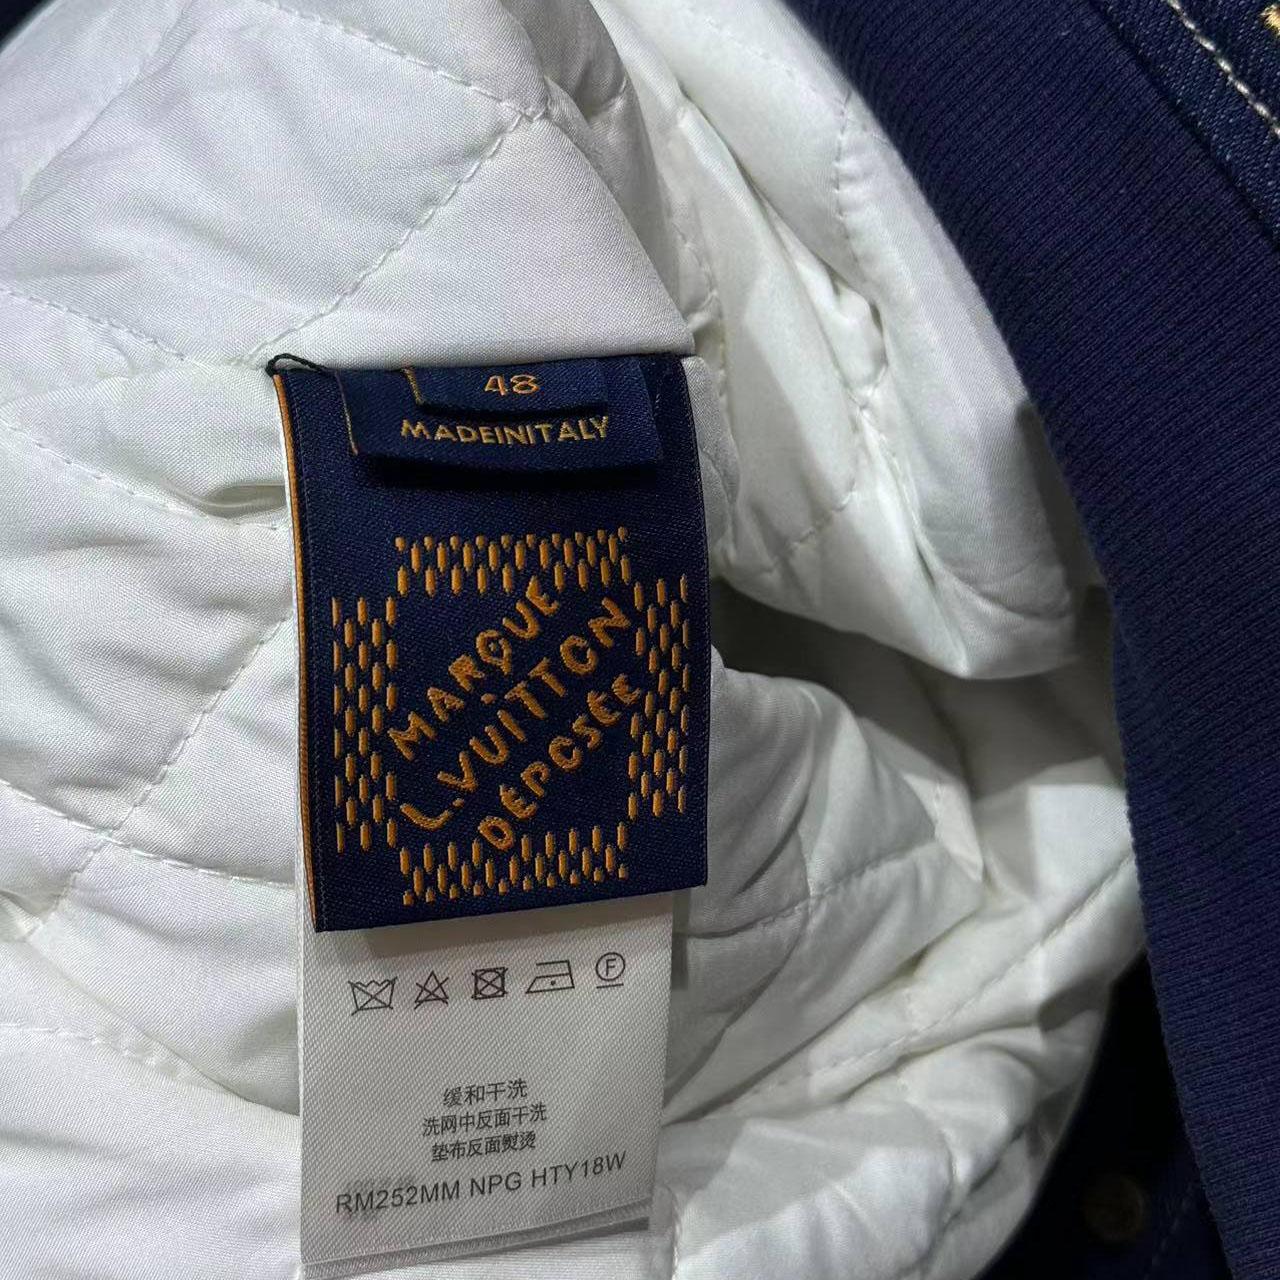 48
MADEINITALY
MARQUE
L.VUITTON
DÉPOSÉE
F
缓和干洗
洗网中反面干洗
垫布反面熨烫
RM252MM NPG HTY18W